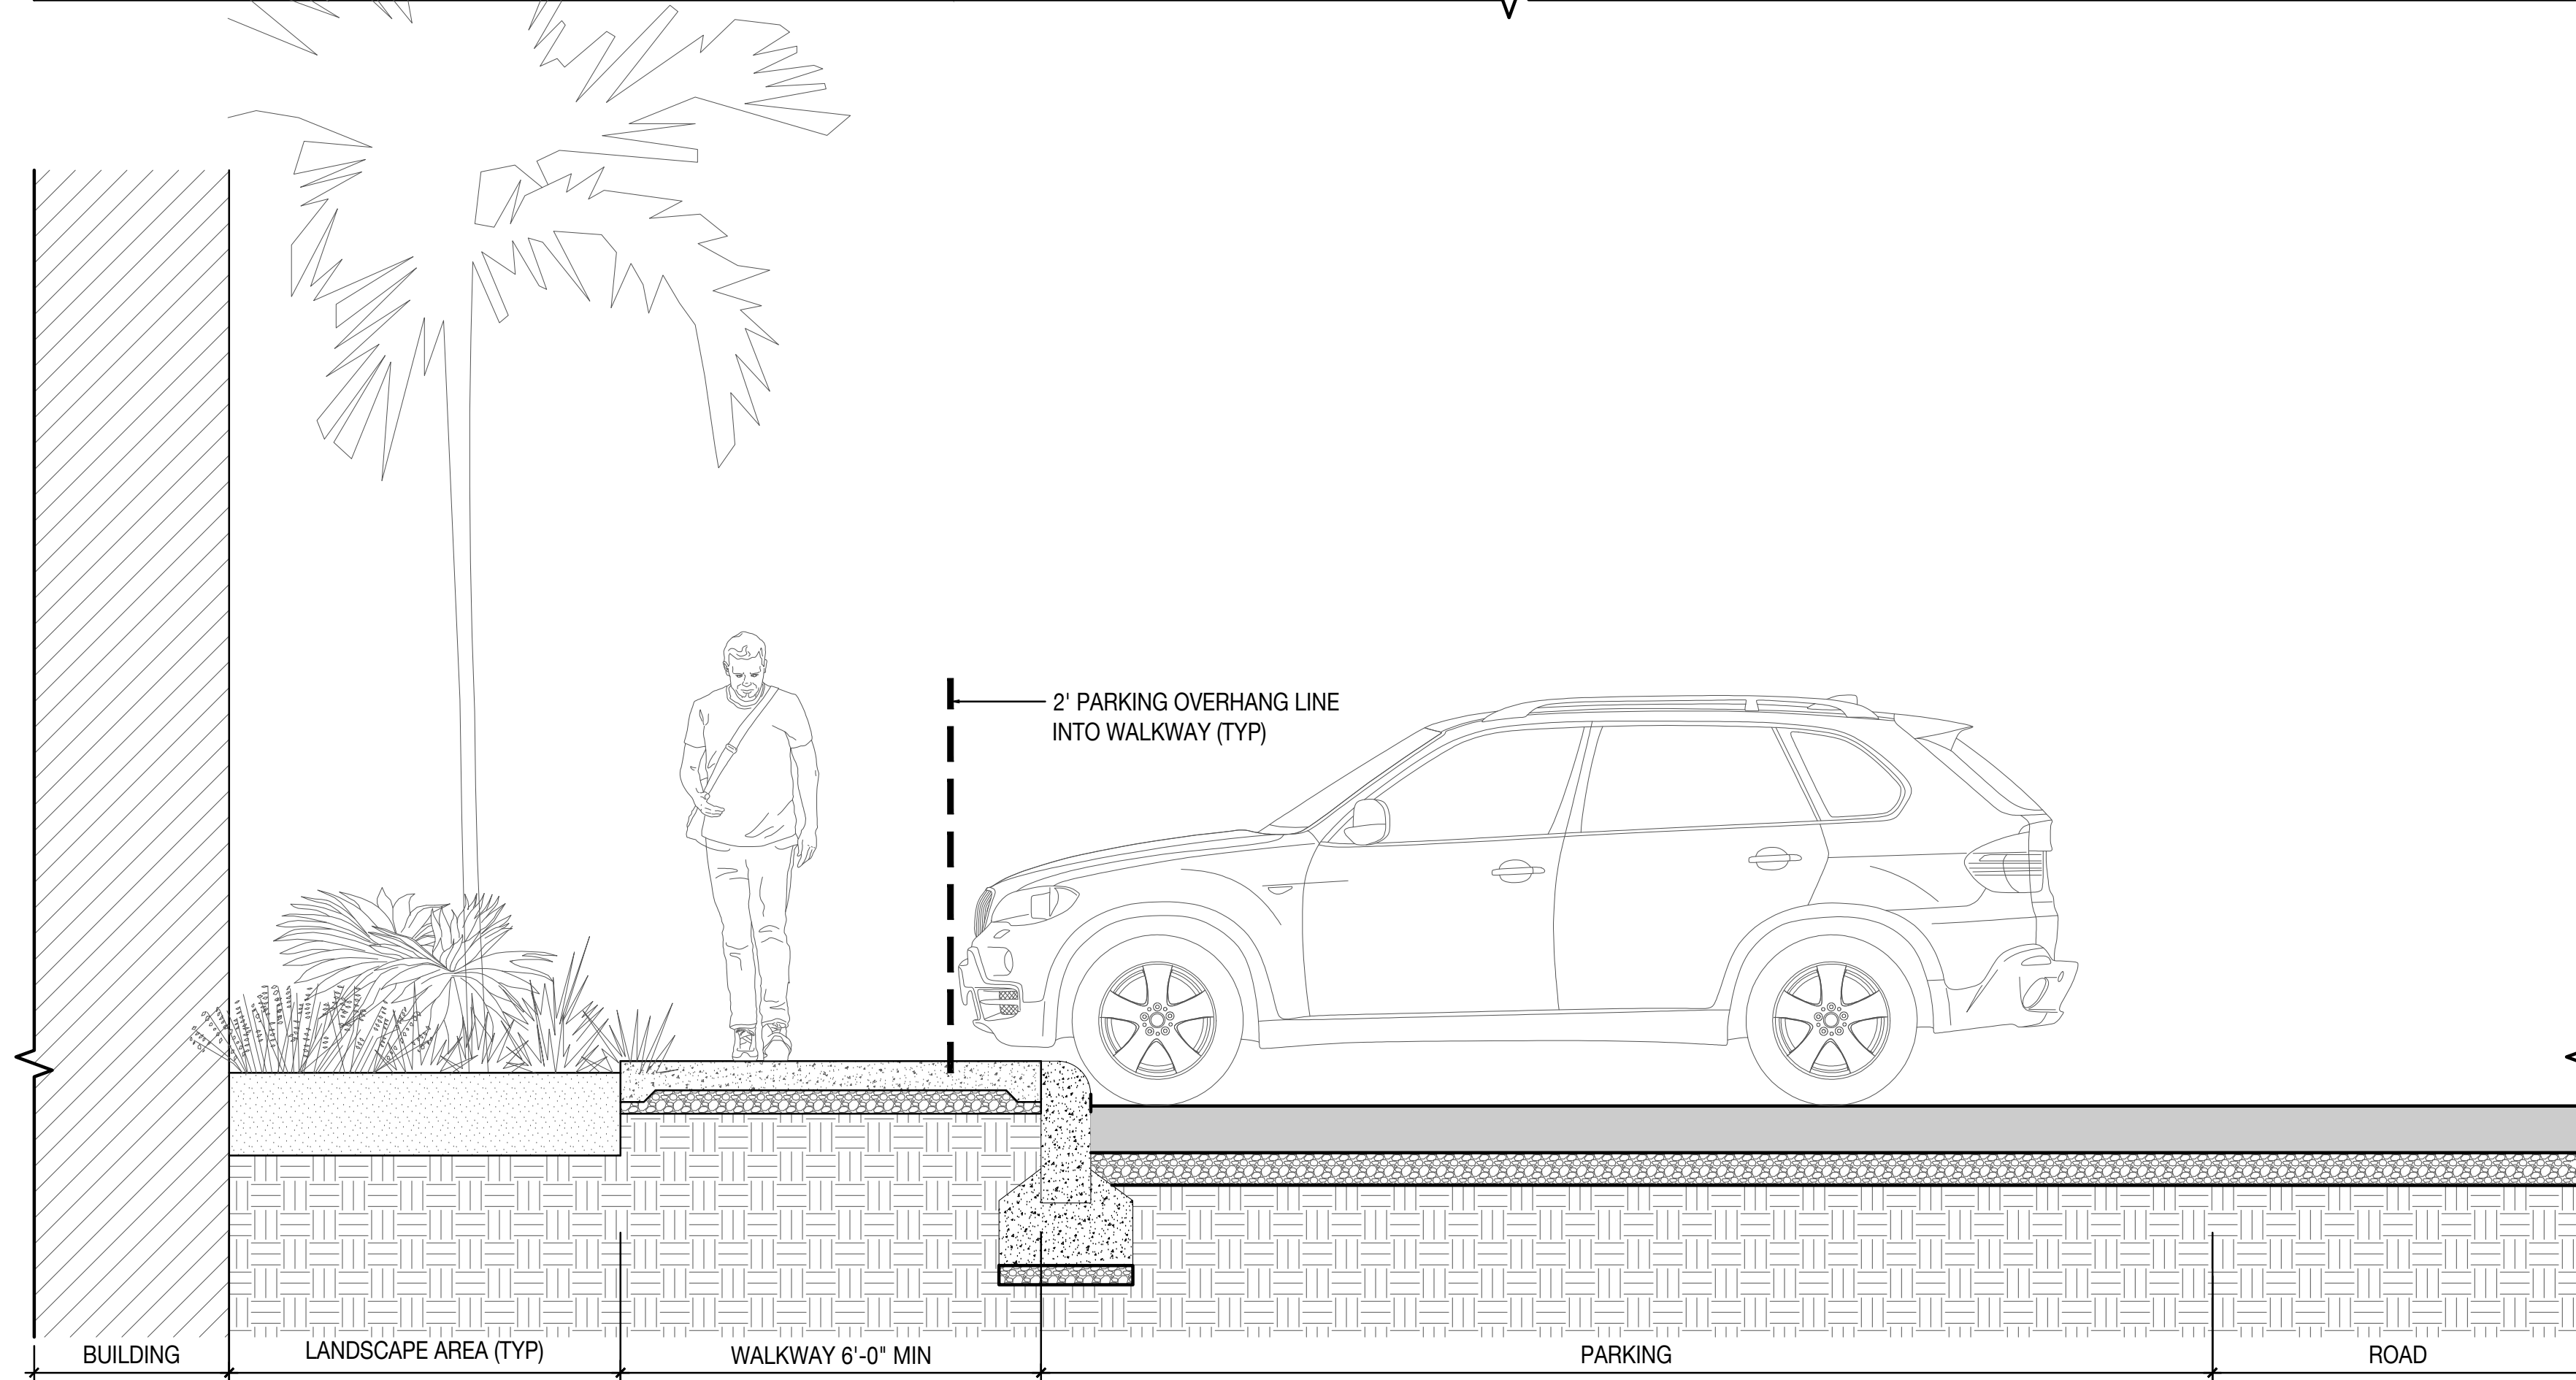 2' PARKING OVERHANG LINE
INTO WALKWAY (TYP)
BUILDING
LANDSCAPE AREA (TYP)
WALKWAY 6'-0" MIN
PARKING
ROAD